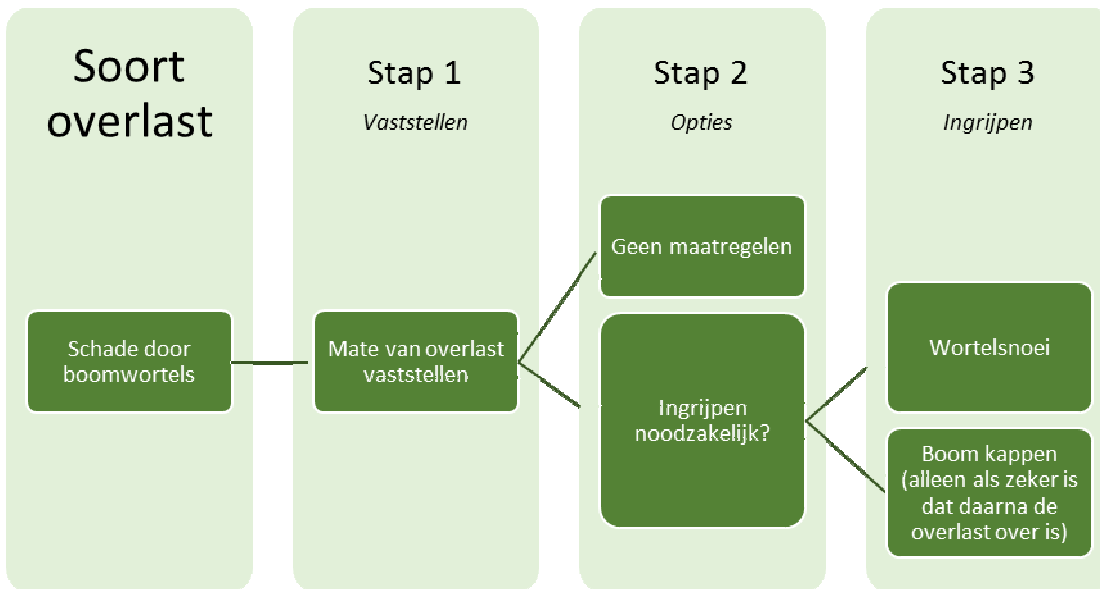 Soort
overlast
Stap 1
Vaststellen
Stap 2
Opties
Stap 3
Ingrijpen
Schade door
boomwortels
Mate van overlast
vaststellen
Geen maatregelen
Ingrijpen
noodzakelijk?
Wortelsnoei
Boom kappen
(alleen als zeker is
dat daarna de
overlast over is)